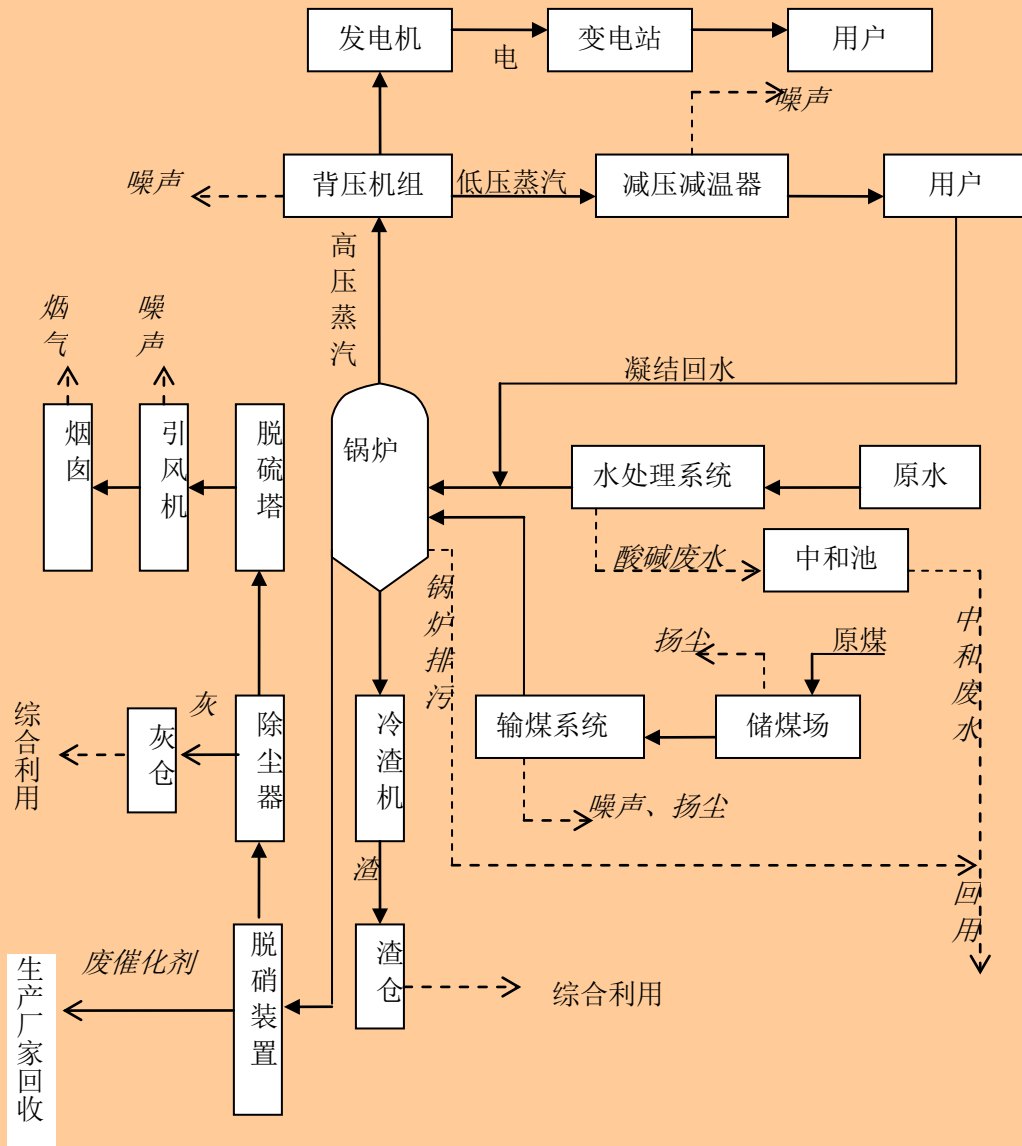 发电机
电
变电站
用户
噪声
噪声
背压机组
低压蒸汽
减压减温器
用户
高压蒸汽
烟气
噪声
凝结回水
烟囱
引风机
脱硫塔
锅炉
水处理系统
原水
酸碱废水
中和池
锅炉排污
中和废水
扬尘
原煤
综合利用
灰仓
灰
除尘器
冷渣机
输煤系统
储煤场
噪声、扬尘
渣
回用
废催化剂
脱硝装置
渣仓
综合利用
生产厂家回收